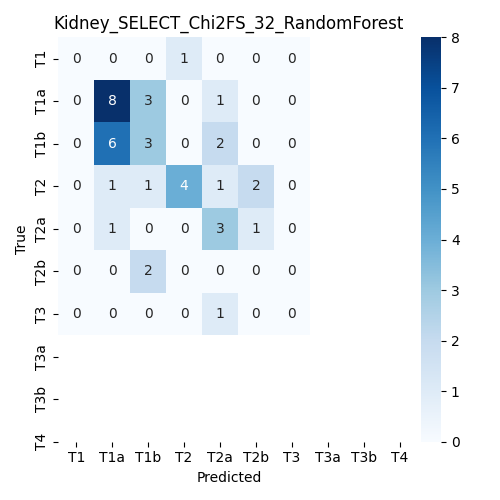 Kidney_SELECT_Chi2FS_32_RandomForest
T1 0 0 0 1 0 0 0
T1a 0 8 3 0 1 0 0
T1b 0 6 3 0 2 0 0
T2 0 1 1 4 1 2 0
T2a 0 1 0 0 3 1 0
T2b 0 0 2 0 0 0 0
T3 0 0 0 0 1 0 0
T3a
T3b
T4
True
T1 T1a T1b T2 T2a T2b T3 T3a T3b T4
Predicted
8
7
6
5
4
3
2
1
0